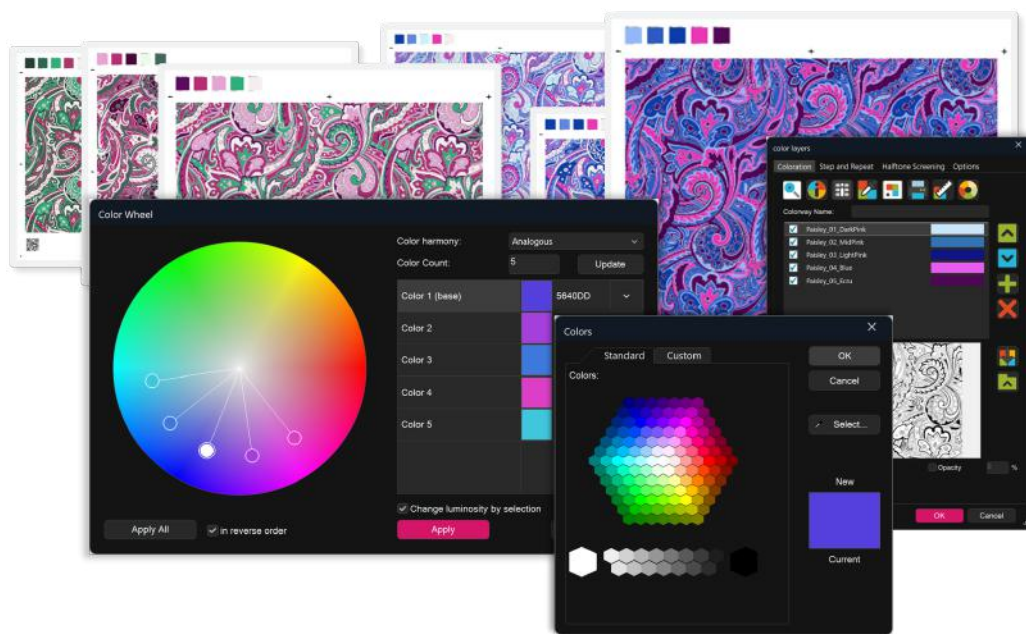 color layers
Coloration Step and Repeat Halftone Screening Options
Colorway Name:
Paisley_01_DarkPink
Paisley_02_MidPink
Paisley_03_LightPink
Paisley_04_Blue
Paisley_05_Ecru
Opacity %
OK Cancel
Color Wheel
Color harmony: Analogous
Color Count: 5 Update
Color 1 (base) 5640DD
Color 2
Color 3
Color 4
Color 5
Change luminosity by selection
Apply All in reverse order Apply
Colors
Standard Custom
Colors:
OK
Cancel
Select...
New
Current